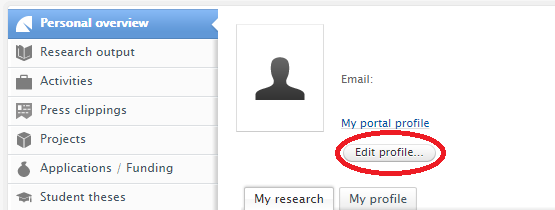 Personal overview
Research output
Activities
Press clippings
Projects
Applications / Funding
Student theses
Email:
My portal profile
Edit profile...
My research
My profile